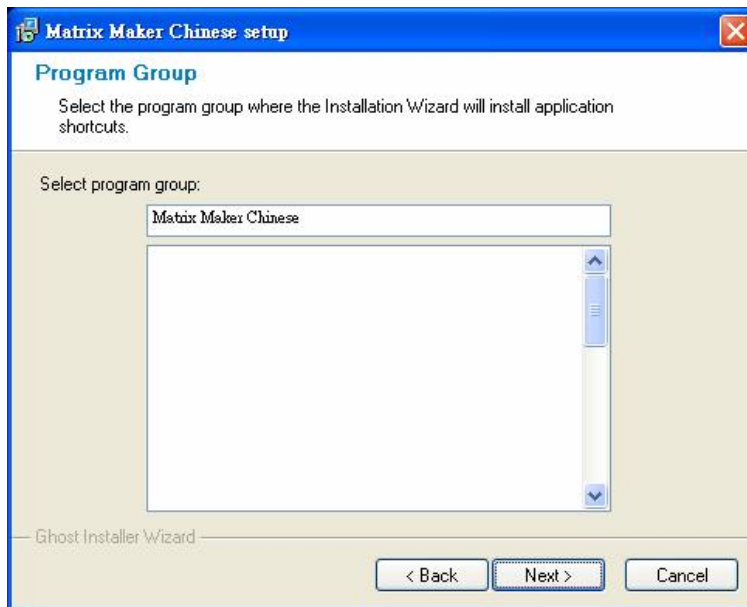 Matrix Maker Chinese setup
Program Group
Select the program group where the Installation Wizard will install application
shortcuts.
Select program group:
Matrix Maker Chinese
Ghost Installer Wizard
< Back Next > Cancel